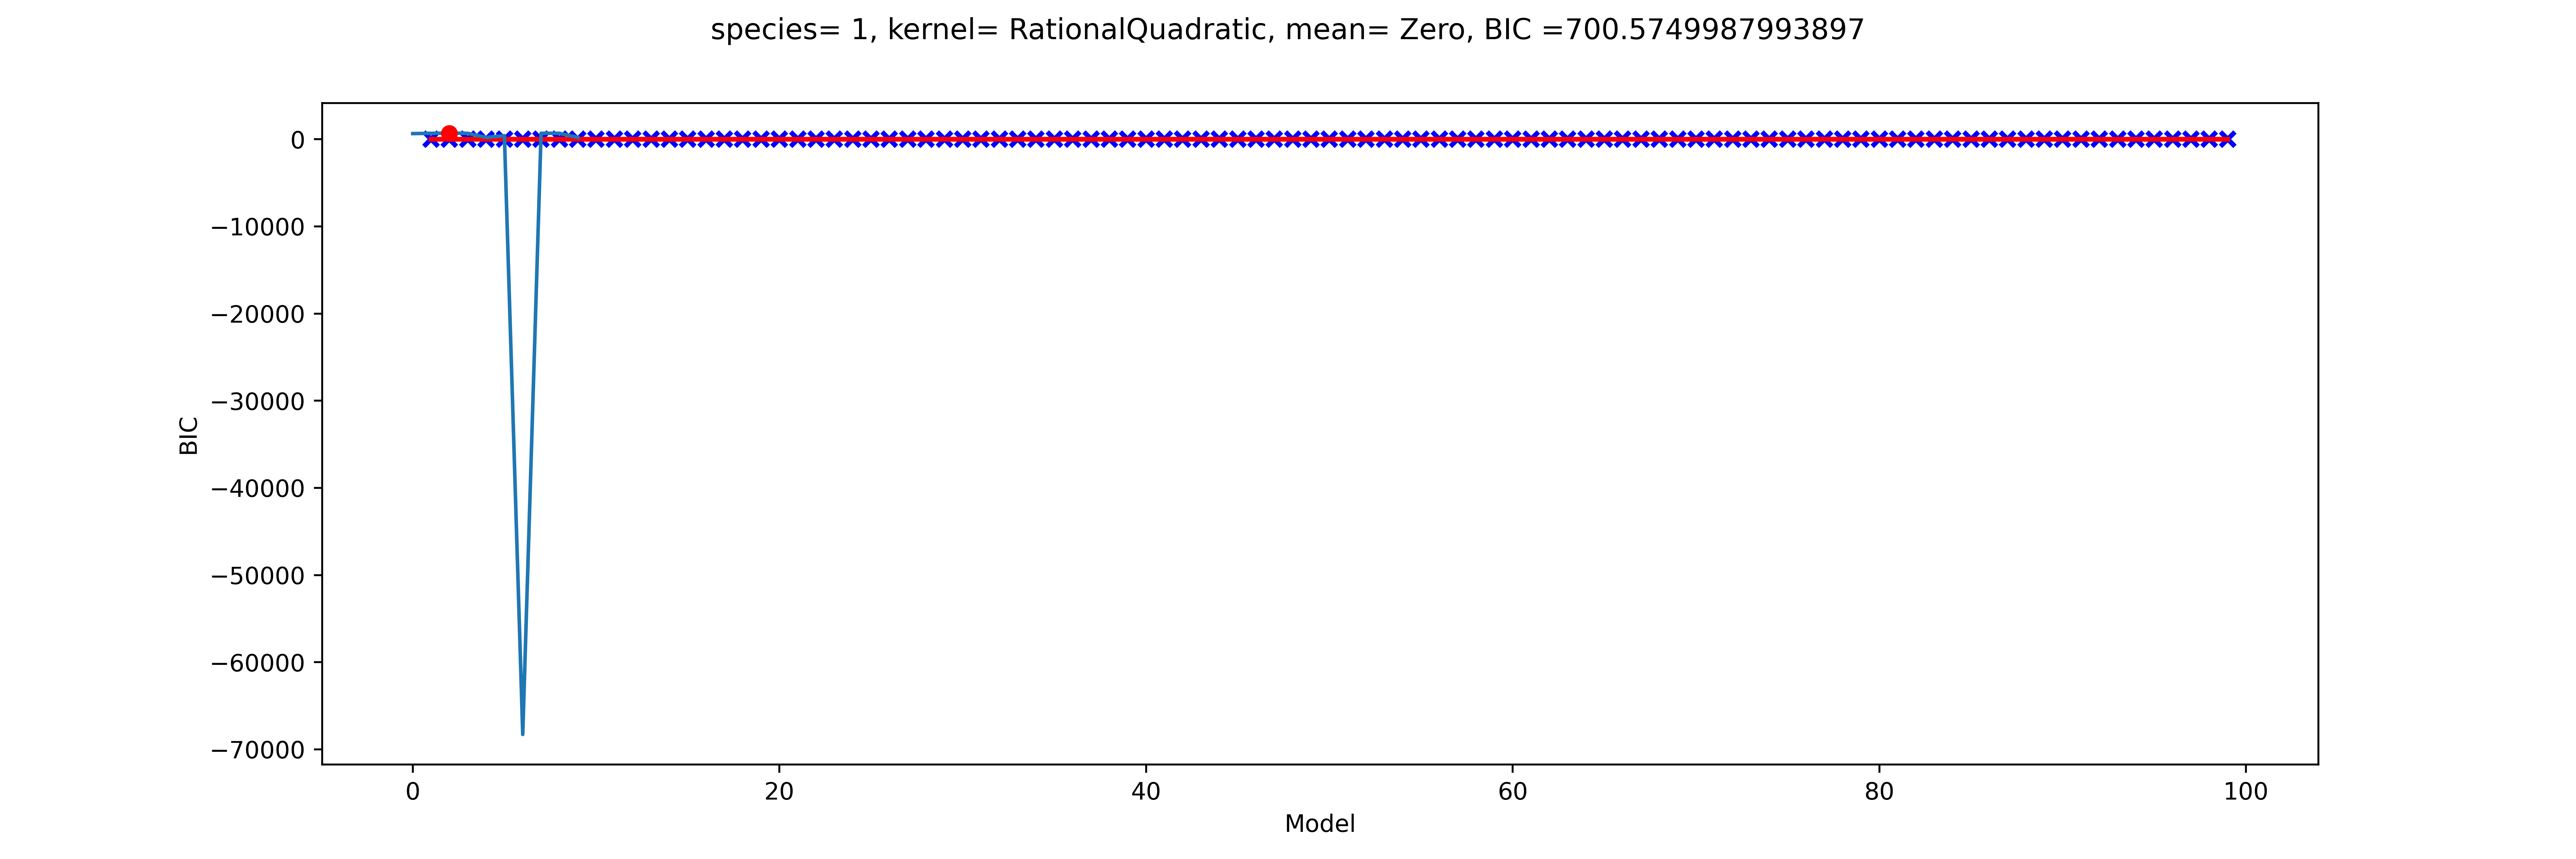 species= 1, kernel= RationalQuadratic, mean= Zero, BIC =700.5749987993897
0
−10000
−20000
−30000
−40000
−50000
−60000
−70000
BIC
0 20 40 60 80 100
Model